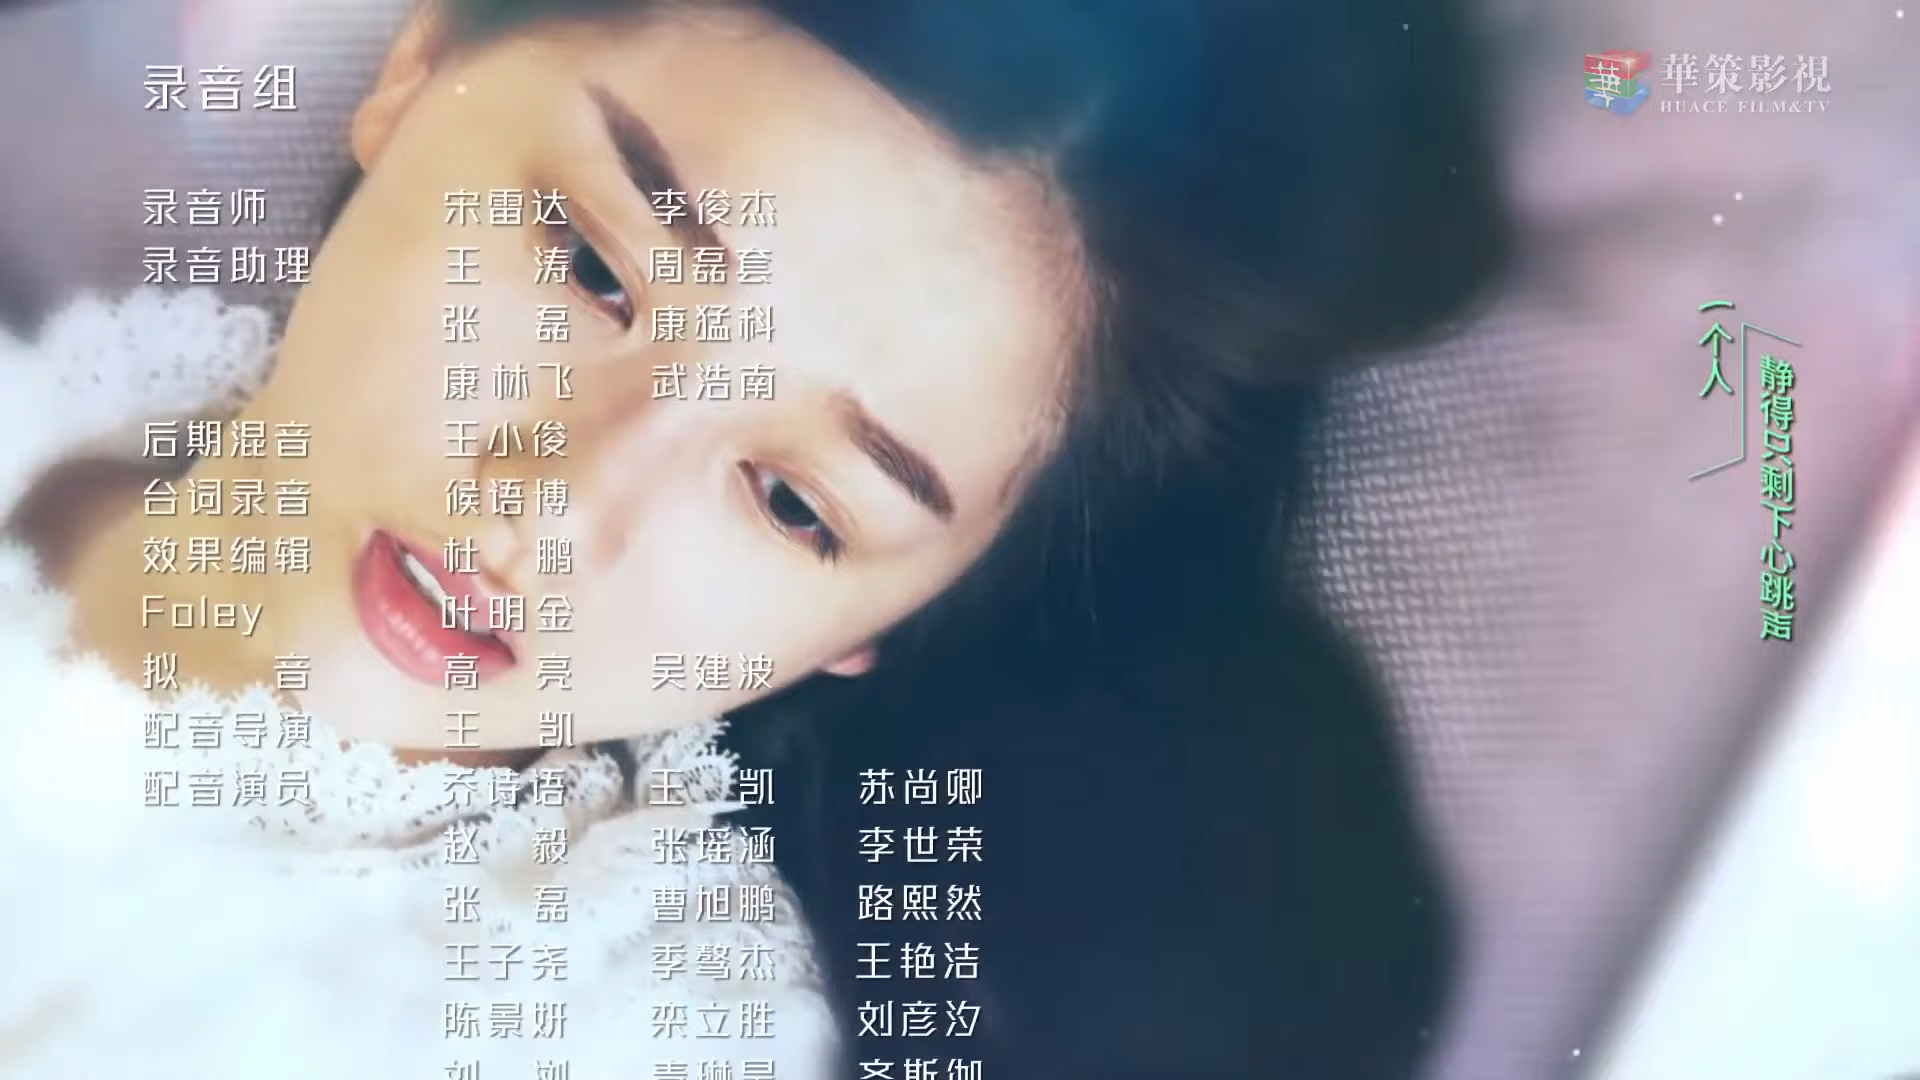 录音组
華策影視
HUACE FILM&TV
录音师 宋雷达 李俊杰
录音助理 王涛 周磊套
张磊 康猛科
康林飞 武浩南
后期混音 王小俊
台词录音 候语博
效果编辑 杜鹏
Foley 叶明金
拟音 高亮 吴建波
配音导演 王凯
配音演员 乔诗语 王凯 苏尚卿
赵毅 张瑶涵 李世荣
张磊 曹旭鹏 路熙然
王子尧 季骜杰 王艳洁
陈景妍 栾立胜 刘彦汐
一个人
静得只剩下心跳声